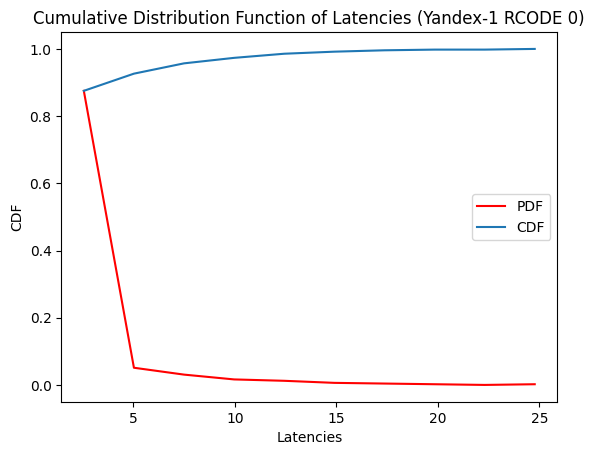 Cumulative Distribution Function of Latencies (Yandex-1 RCODE 0)
1.0
0.8
0.6
0.4
0.2
0.0
CDF
PDF
CDF
5
10
15
20
25
Latencies